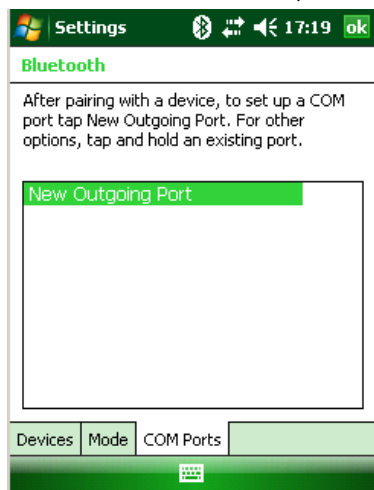 Settings 17:19 ok
Bluetooth
After pairing with a device, to set up a COM
port tap New Outgoing Port. For other
options, tap and hold an existing port.
New Outgoing Port
Devices Mode COM Ports